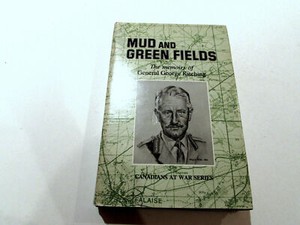 MUD AND
GREEN FIELDS
The memoirs of
General George Kitching
CANADIANS AT WAR SERIES
FALAISE